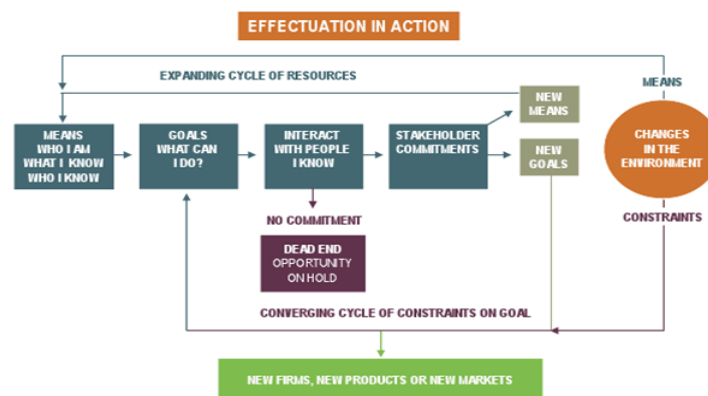 EFFECTUATION IN ACTION
EXPANDING CYCLE OF RESOURCES
MEANS
NEW
MEANS
MEANS
WHO I AM
WHAT I KNOW
WHO I KNOW
GOALS
WHAT CAN
I DO?
INTERACT
WITH PEOPLE
I KNOW
STAKEHOLDER
COMMITMENTS
NEW
GOALS
CHANGES
IN THE
ENVIRONMENT
NO COMMITMENT
CONSTRAINTS
DEAD END
OPPORTUNITY
ON HOLD
CONVERGING CYCLE OF CONSTRAINTS ON GOAL
NEW FIRMS, NEW PRODUCTS OR NEW MARKETS